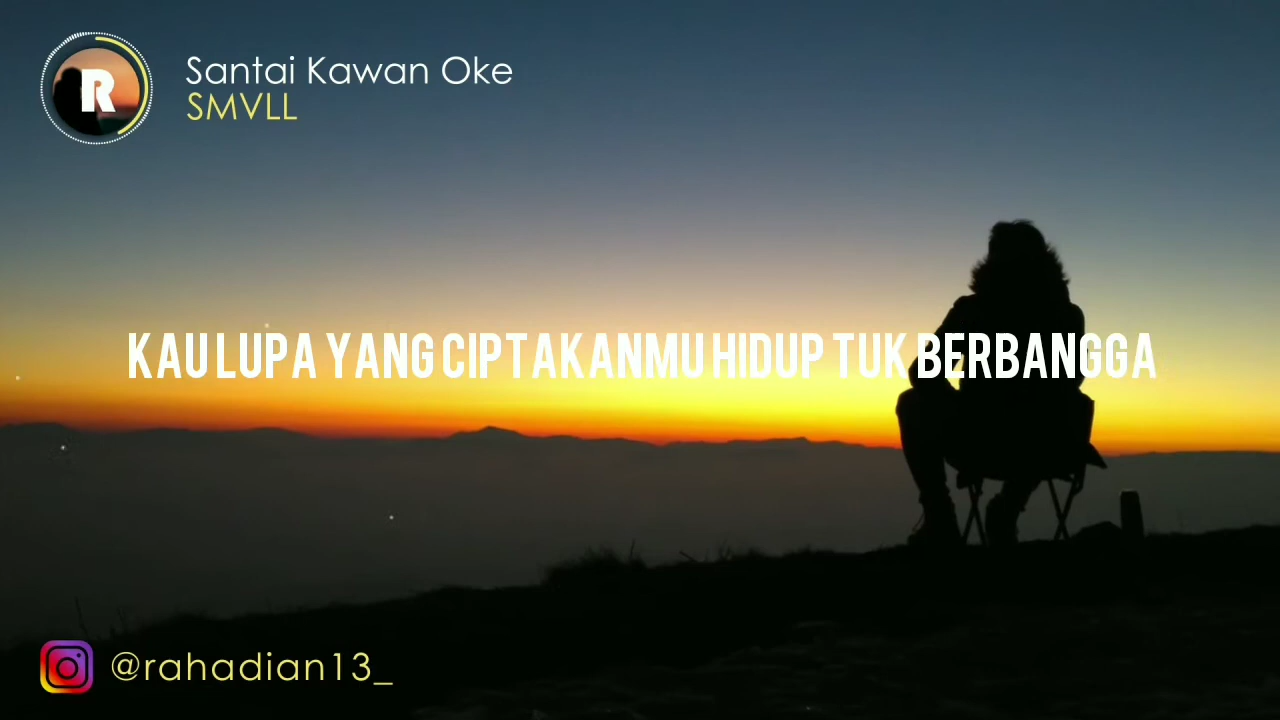 R
Santai Kawan Oke
SMVLL
KAU LUPA YANG CIPTAKANMU HIDUP TUK BERBANGGA
@rahadian13_